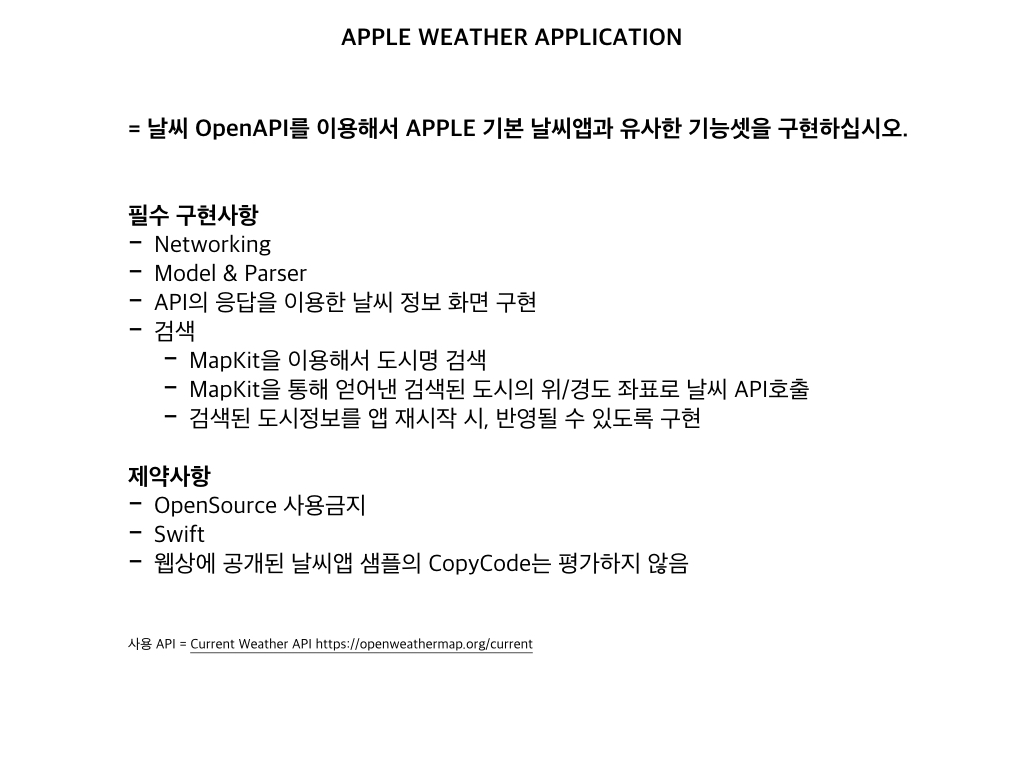 APPLE WEATHER APPLICATION
= 날씨 OpenAPI를 이용해서 APPLE 기본 날씨앱과 유사한 기능셋을 구현하십시오.
필수 구현사항
- Networking
- Model & Parser
- API의 응답을 이용한 날씨 정보 화면 구현
- 검색
- MapKit을 이용해서 도시명 검색
- MapKit을 통해 얻어낸 검색된 도시의 위/경도 좌표로 날씨 API호출
- 검색된 도시정보를 앱 재시작 시, 반영될 수 있도록 구현
제약사항
- OpenSource 사용금지
- Swift
- 웹상에 공개된 날씨앱 샘플의 CopyCode는 평가하지 않음
사용 API = Current Weather API https://openweathermap.org/current